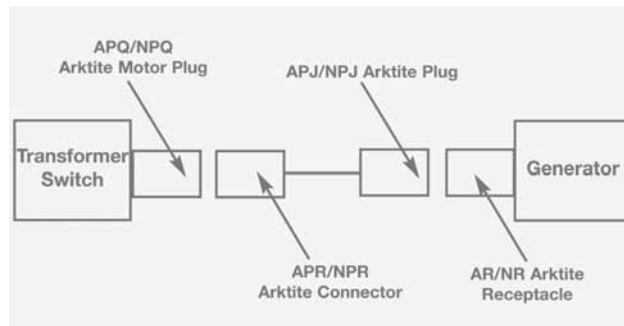 APQ/NPQ
Arktite Motor Plug
APJ/NPJ Arktite Plug
Transformer
Switch
Generator
APR/NPR
Arktite Connector
AR/NR Arktite
Receptacle